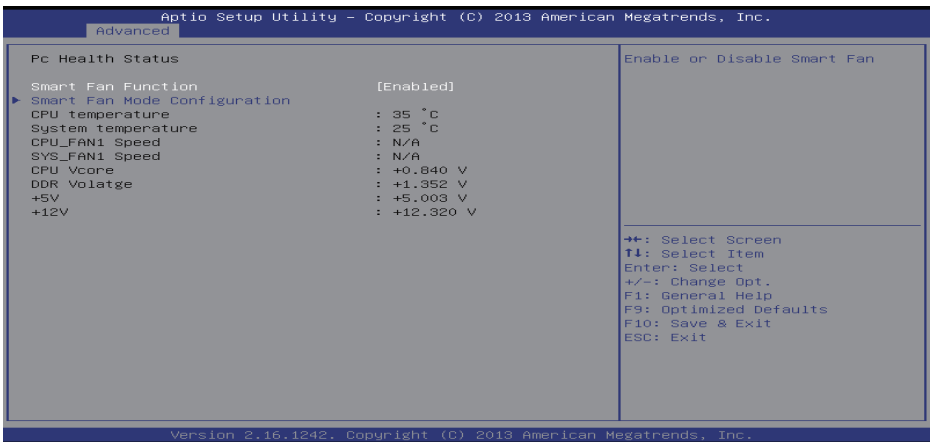 Aptio Setup Utility – Copyright (C) 2013 American Megatrends, Inc.
Advanced
Pc Health Status
Smart Fan Function [Enabled]
Smart Fan Mode Configuration
CPU temperature : 35 ˚C
System temperature : 25 ˚C
CPU_FAN1 Speed : N/A
SYS_FAN1 Speed : N/A
CPU Vcore : +0.840 V
DDR Volatge : +1.352 V
+5V : +5.003 V
+12V : +12.320 V
Enable or Disable Smart Fan
→←: Select Screen
↑↓: Select Item
Enter: Select
+/-: Change Opt.
F1: General Help
F9: Optimized Defaults
F10: Save & Exit
ESC: Exit
Version 2.16.1242. Copyright (C) 2013 American Megatrends, Inc.